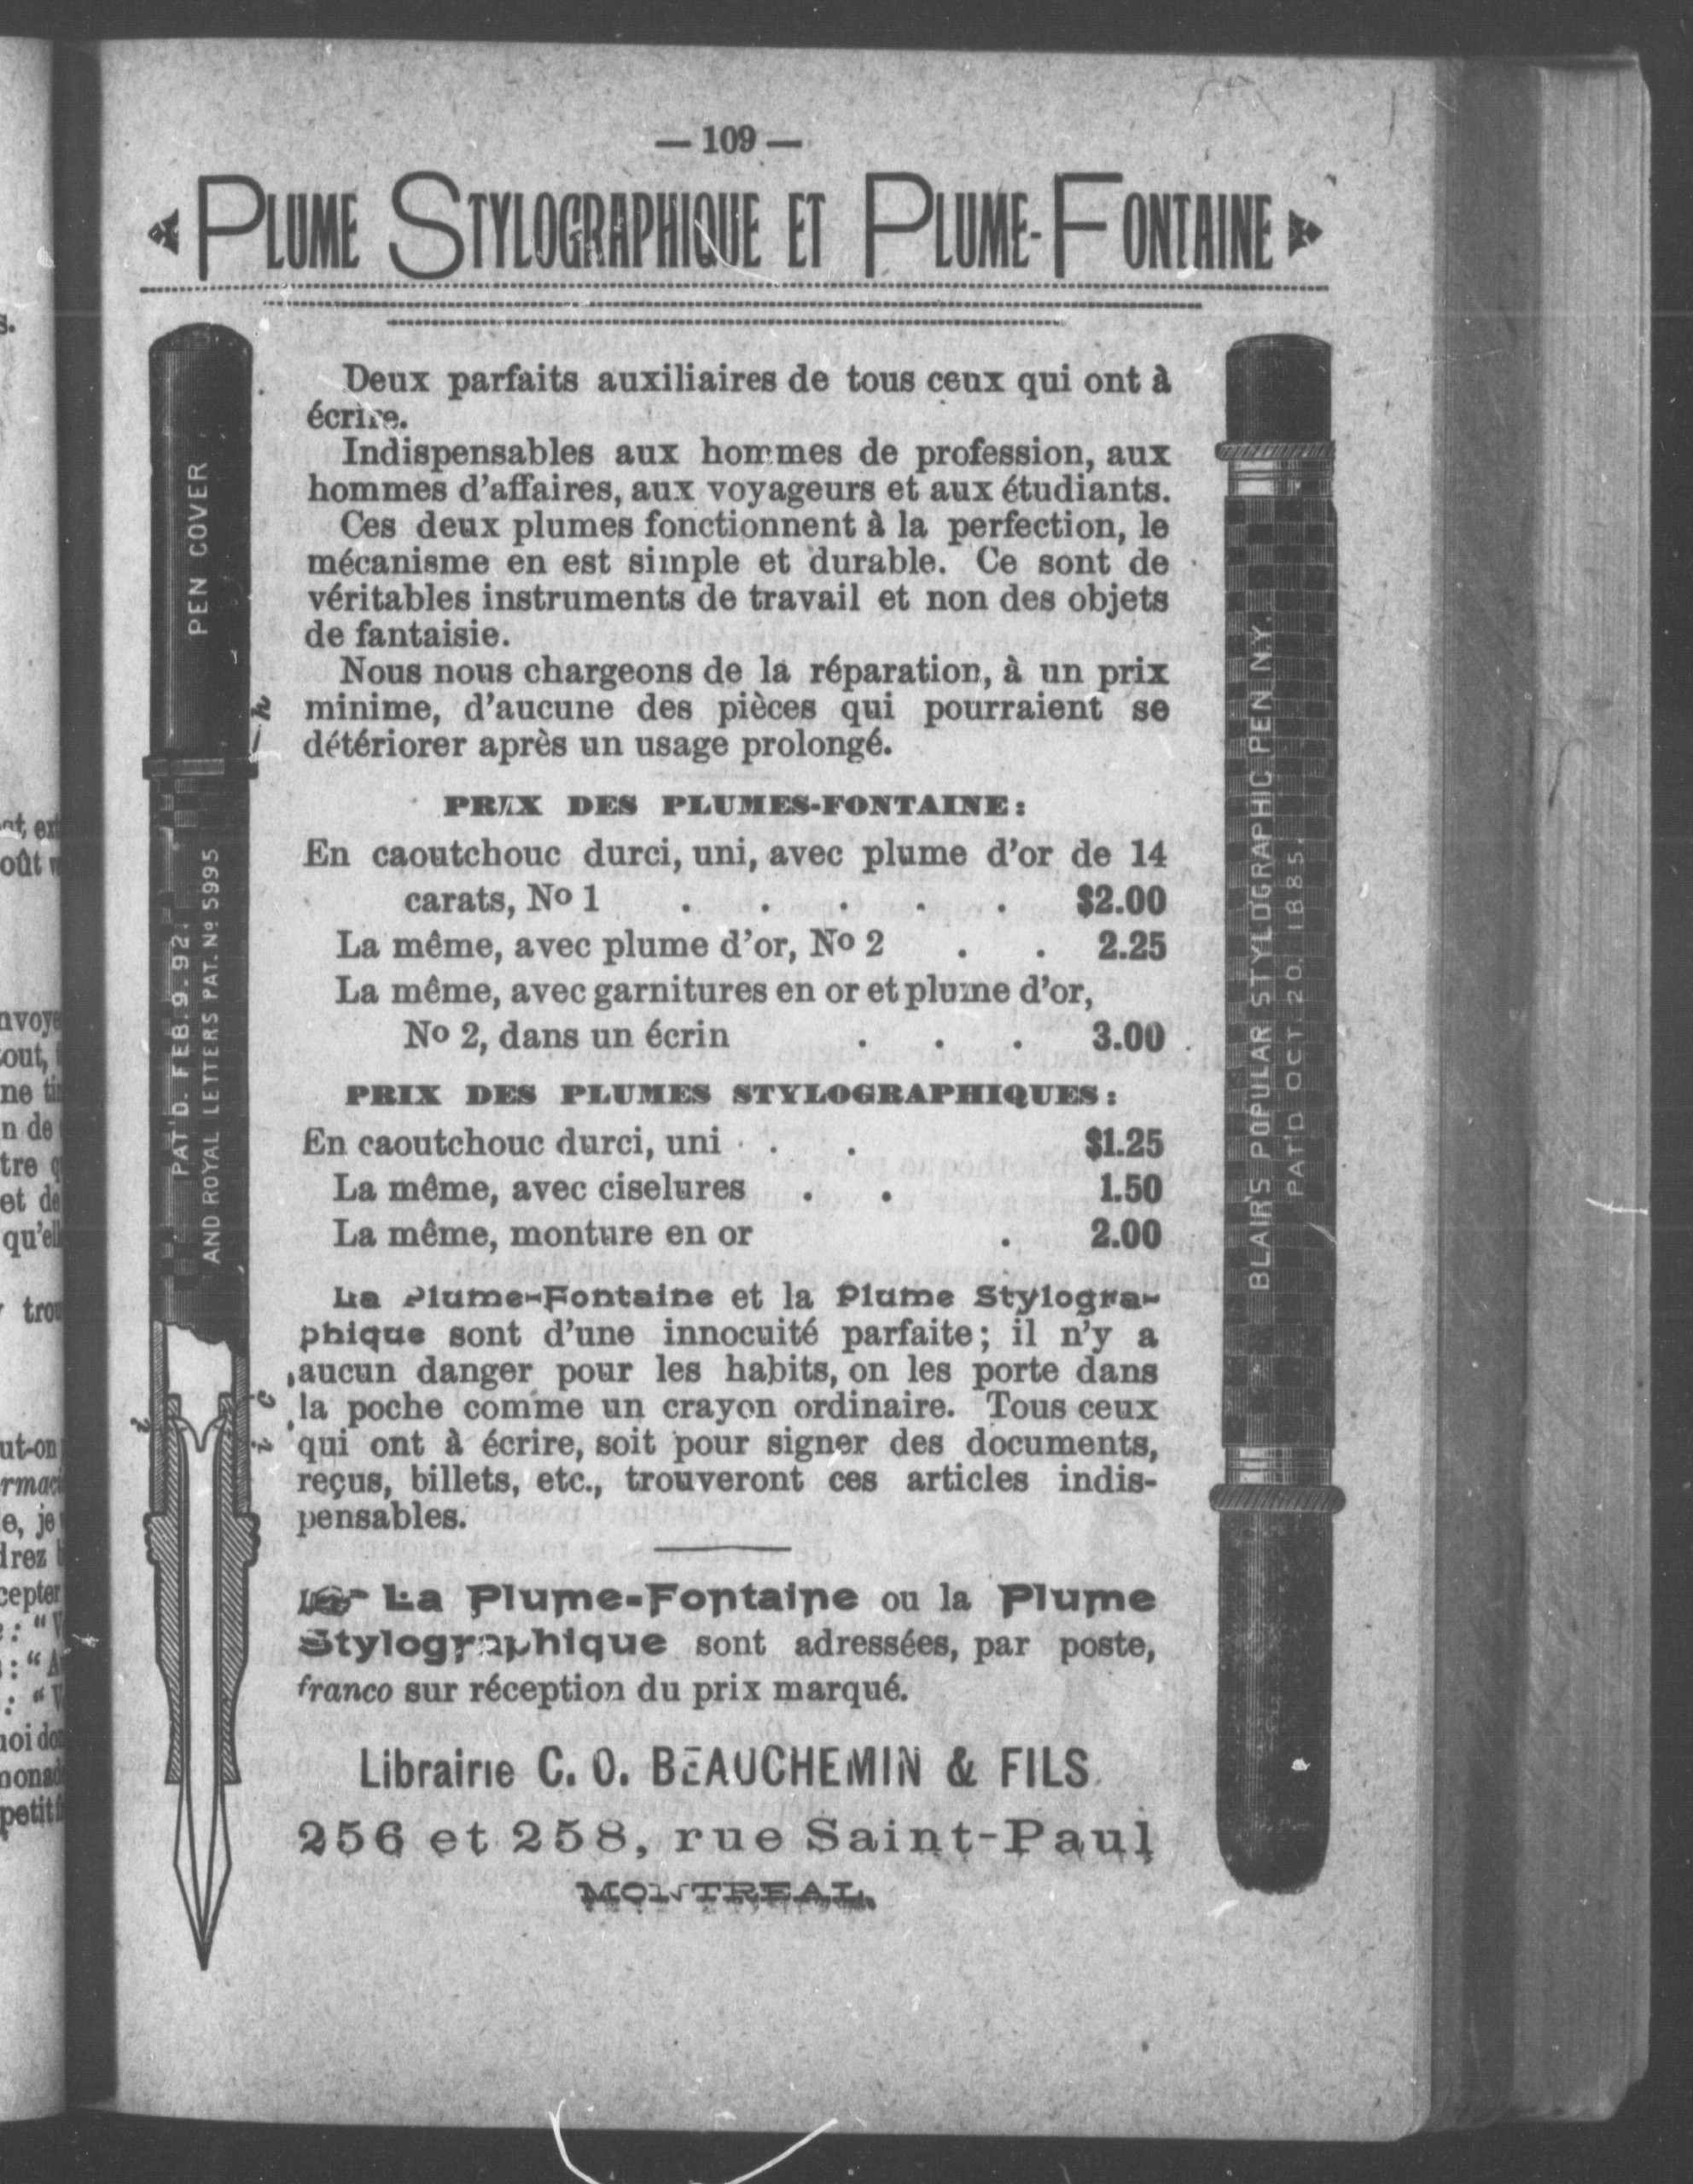 — 109 —
PLUME STYLOGRAPHIQUE ET PLUME-FONTAINE
Deux parfaits auxiliaires de tous ceux qui ont à
écrire.
Indispensables aux hommes de profession, aux
hommes d'affaires, aux voyageurs et aux étudiants.
Ces deux plumes fonctionnent à la perfection, le
mécanisme en est simple et durable. Ce sont de
véritables instruments de travail et non des objets
de fantaisie.
Nous nous chargeons de la réparation, à un prix
minime, d'aucune des pièces qui pourraient se
détériorer après un usage prolongé.
PRIX DES PLUMES-FONTAINE :
En caoutchouc durci, uni, avec plume d'or de 14
carats, No 1 . . . . . $2.00
La même, avec plume d'or, No 2 . . 2.25
La même, avec garnitures en or et plume d'or,
No 2, dans un écrin . . . 3.00
PRIX DES PLUMES STYLOGRAPHIQUES :
En caoutchouc durci, uni . . $1.25
La même, avec ciselures . . 1.50
La même, monture en or . 2.00
La Plume-Fontaine et la Plume Stylogra-
phique sont d'une innocuité parfaite ; il n'y a
aucun danger pour les habits, on les porte dans
la poche comme un crayon ordinaire. Tous ceux
qui ont à écrire, soit pour signer des documents,
reçus, billets, etc., trouveront ces articles indis-
pensables.
☞ La Plume-Fontaine ou la Plume
Stylographique sont adressées, par poste,
franco sur réception du prix marqué.
Librairie C. O. BEAUCHEMIN & FILS
256 et 258, rue Saint-Paul
MONTREAL.
PEN COVER
PAT'D. FEB. 9. 92.
AND ROYAL LETTERS PAT. No 5995
h
BLAIR'S POPULAR STYLOGRAPHIC PEN N.Y.
PAT'D OCT. 20. 1885.